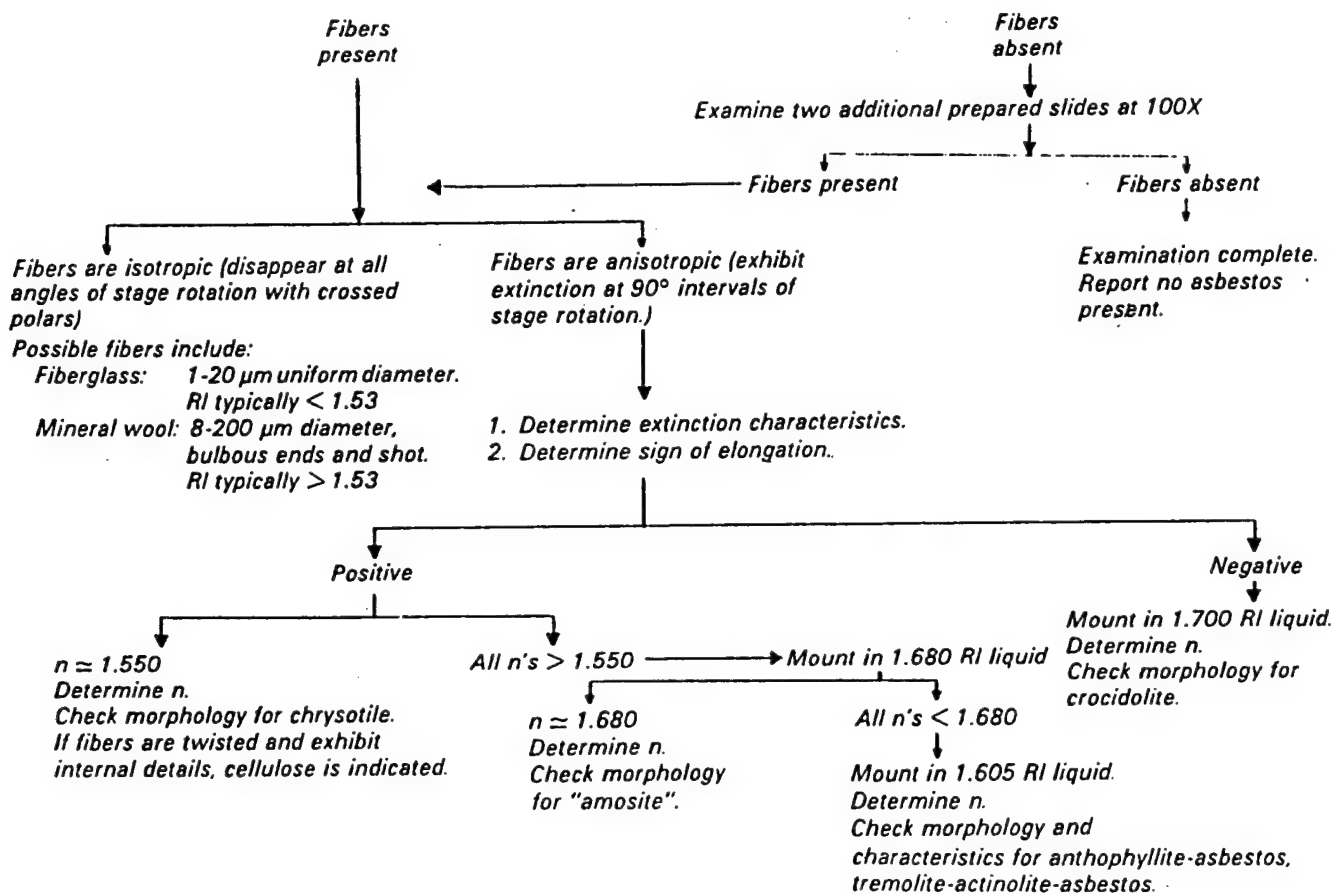 Fibers
present
Fibers
absent
Examine two additional prepared slides at 100X
Fibers present
Fibers absent
Examination complete.
Report no asbestos
present.
Fibers are isotropic (disappear at all
angles of stage rotation with crossed
polars)
Possible fibers include:
Fiberglass: 1-20 μm uniform diameter.
RI typically < 1.53
Mineral wool: 8-200 μm diameter,
bulbous ends and shot.
RI typically > 1.53
Fibers are anisotropic (exhibit
extinction at 90° intervals of
stage rotation.)
1. Determine extinction characteristics.
2. Determine sign of elongation..
Positive
Negative
n ≃ 1.550
Determine n.
Check morphology for chrysotile.
If fibers are twisted and exhibit
internal details, cellulose is indicated.
All n's > 1.550
Mount in 1.680 RI liquid
n ≃ 1.680
Determine n.
Check morphology
for "amosite".
All n's < 1.680
Mount in 1.605 RI liquid.
Determine n.
Check morphology and
characteristics for anthophyllite-asbestos,
tremolite-actinolite-asbestos.
Mount in 1.700 RI liquid.
Determine n.
Check morphology for
crocidolite.